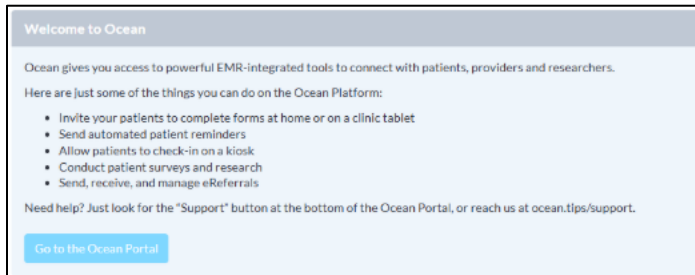 Welcome to Ocean
Ocean gives you access to powerful EMR-integrated tools to connect with patients, providers and researchers.
Here are just some of the things you can do on the Ocean Platform:
• Invite your patients to complete forms at home or on a clinic tablet
• Send automated patient reminders
• Allow patients to check-in on a kiosk
• Conduct patient surveys and research
• Send, receive, and manage eReferrals
Need help? Just look for the "Support" button at the bottom of the Ocean Portal, or reach us at ocean.tips/support.
Go to the Ocean Portal